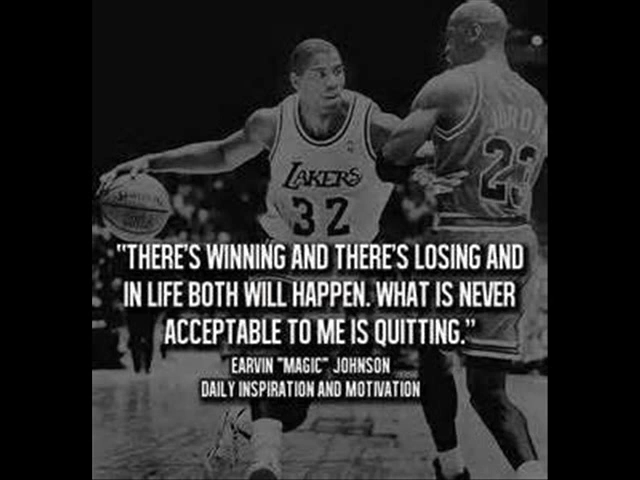 JORDA
LAKERS
23
32
"THERE'S WINNING AND THERE'S LOSING AND
IN LIFE BOTH WILL HAPPEN. WHAT IS NEVER
ACCEPTABLE TO ME IS QUITTING."
EARVIN "MAGIC" JOHNSON
DAILY INSPIRATION AND MOTIVATION